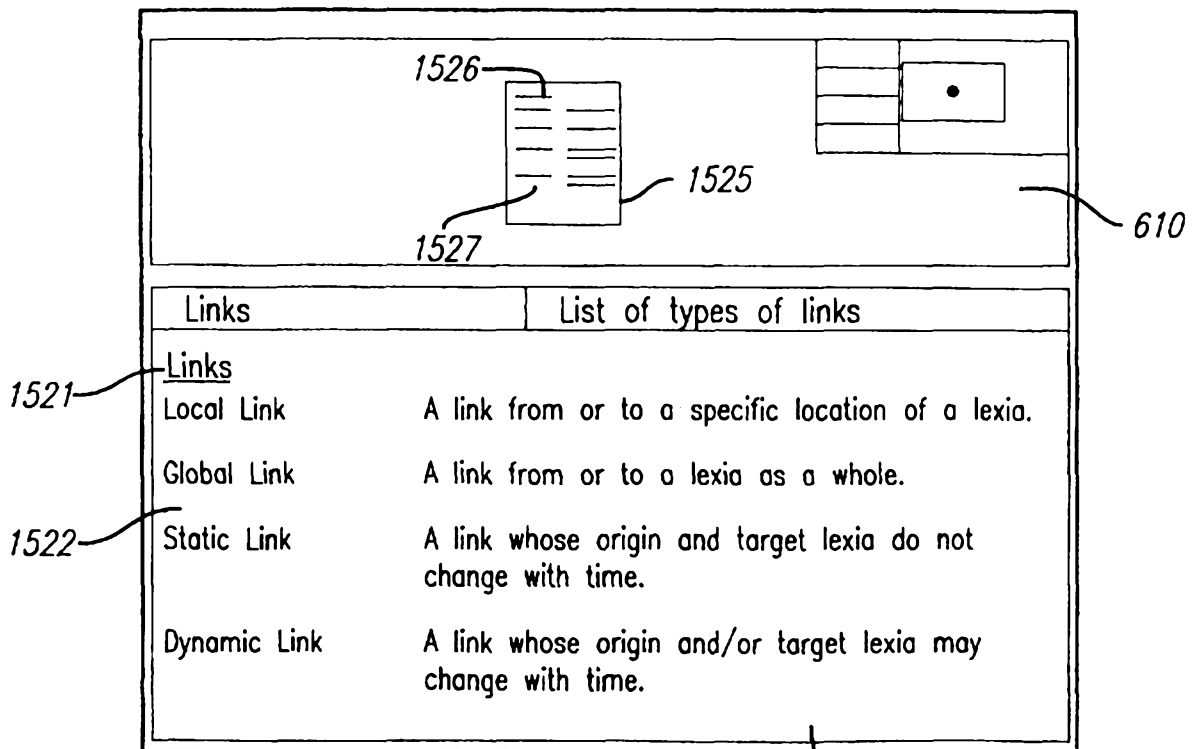 1526
1525
610
1527
Links List of types of links
Links
1521
Local Link A link from or to a specific location of a lexia.
Global Link A link from or to a lexia as a whole.
1522
Static Link A link whose origin and target lexia do not
change with time.
Dynamic Link A link whose origin and/or target lexia may
change with time.